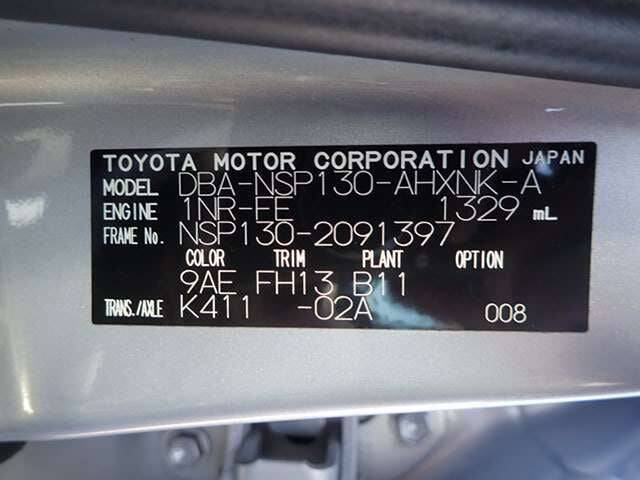 TOYOTA MOTOR CORPORATION JAPAN
MODEL DBA-NSP130-AHXNK-A
ENGINE 1NR-FE 1329 mL
FRAME No. NSP130-2091397
COLOR TRIM PLANT OPTION
9AE FH13 B11
TRANS./AXLE K411 -02A 008